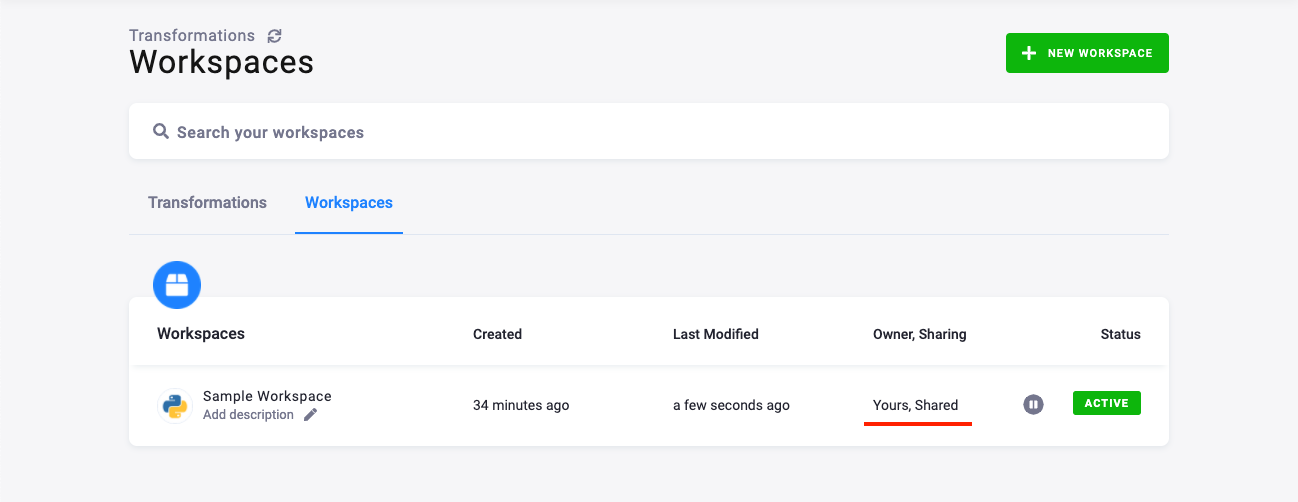 Transformations
Workspaces
NEW WORKSPACE
Search your workspaces
Transformations Workspaces
Workspaces Created Last Modified Owner, Sharing Status
Sample Workspace
Add description
34 minutes ago a few seconds ago Yours, Shared ACTIVE